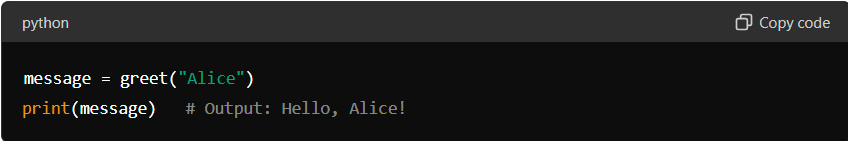 python Copy code
message = greet("Alice")
print(message)   # Output: Hello, Alice!